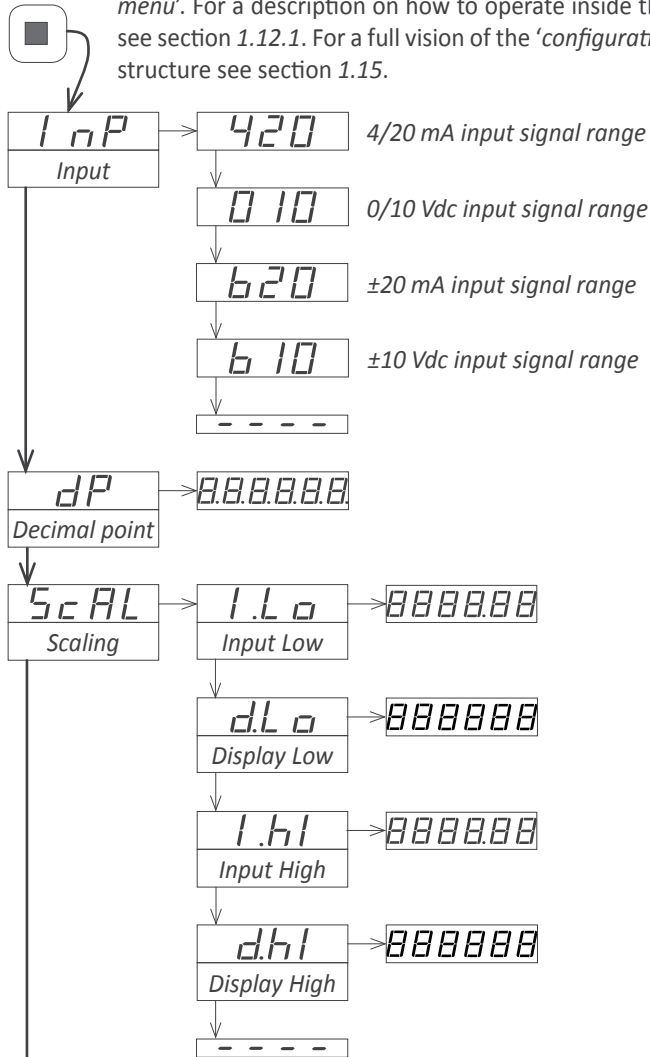 menu'. For a description on how to operate inside th
see section 1.12.1. For a full vision of the 'configurati
structure see section 1.15.
InP
Input
420 4/20 mA input signal range
010 0/10 Vdc input signal range
b20 ±20 mA input signal range
b10 ±10 Vdc input signal range
- - - -
dP
Decimal point
8.8.8.8.8.8.
ScAL
Scaling
I.Lo
Input Low
8888.88
d.Lo
Display Low
888888
I.hI
Input High
8888.88
d.hI
Display High
888888
- - - -